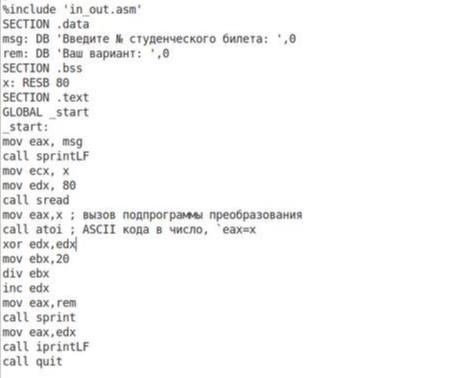 %include 'in_out.asm'
SECTION .data
msg: DB 'Введите № студенческого билета: ',0
rem: DB 'Ваш вариант: ',0
SECTION .bss
x: RESB 80
SECTION .text
GLOBAL _start
_start:
mov eax, msg
call sprintLF
mov ecx, x
mov edx, 80
call sread
mov eax,x ; вызов подпрограммы преобразования
call atoi ; ASCII кода в число, `eax=x
xor edx,edx
mov ebx,20
div ebx
inc edx
mov eax,rem
call sprint
mov eax,edx
call iprintLF
call quit